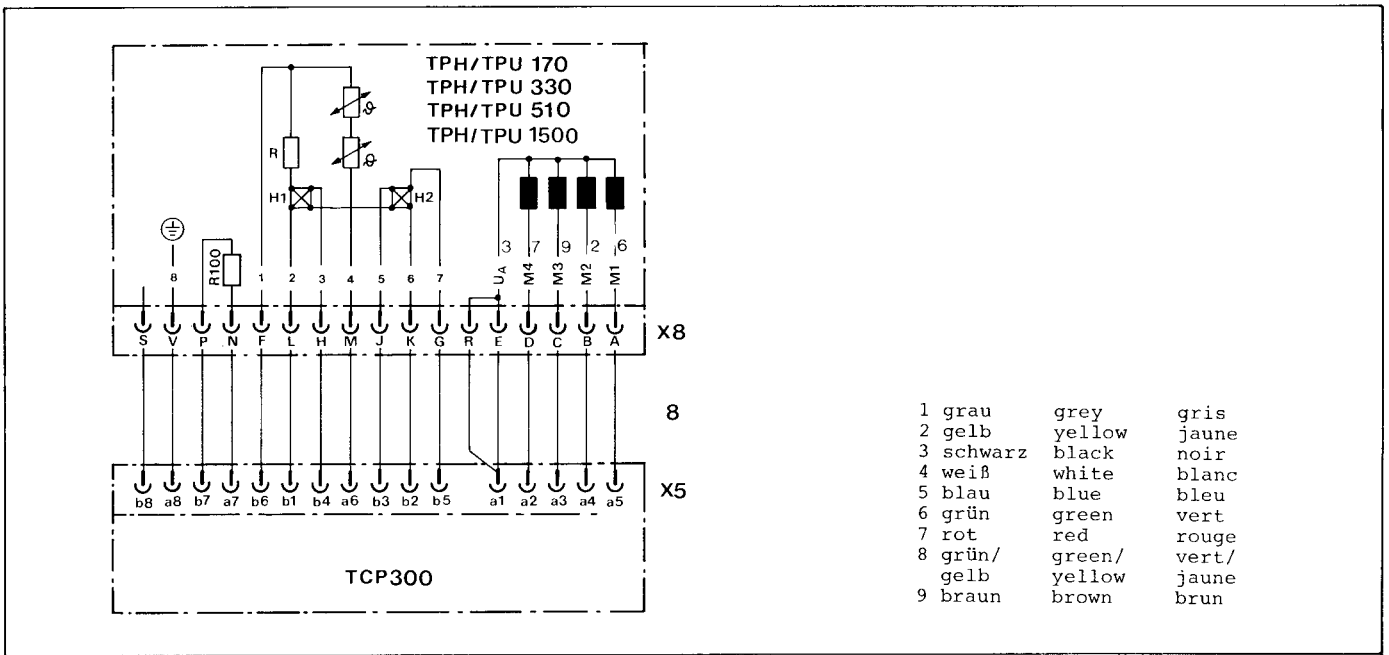 TPH/TPU 170
TPH/TPU 330
TPH/TPU 510
TPH/TPU 1500
ϑ
R
ϑ
H1
H2
3 7 9 2 6
8 R100 1 2 3 4 5 6 7 UA M4 M3 M2 M1
S V P N F L H M J K G R E D C B A
X8
8
b8 a8 b7 a7 b6 b1 b4 a6 b3 b2 b5 a1 a2 a3 a4 a5
X5
TCP300
1 grau grey gris
2 gelb yellow jaune
3 schwarz black noir
4 weiß white blanc
5 blau blue bleu
6 grün green vert
7 rot red rouge
8 grün/ green/ vert/
gelb yellow jaune
9 braun brown brun